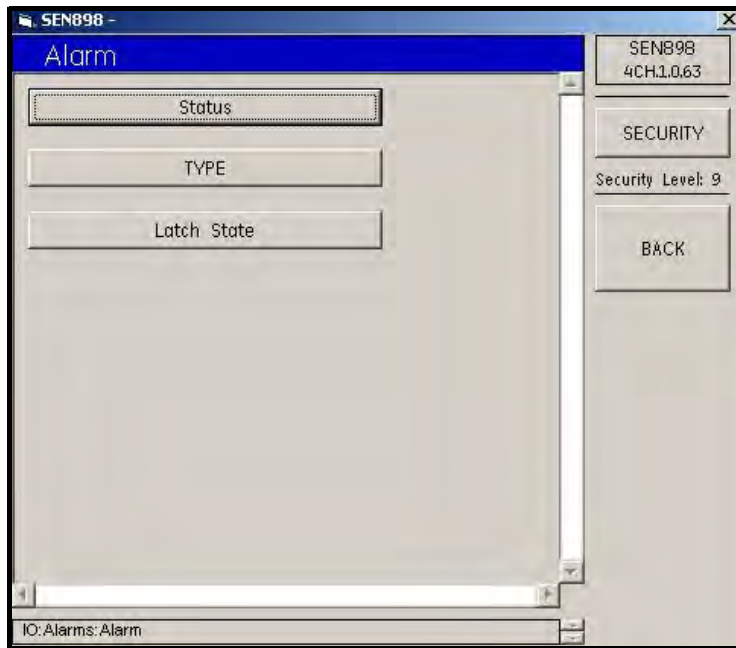 SEN898 -
Alarm
Status
TYPE
Latch State
SEN898
4CH.1.0.63
SECURITY
Security Level: 9
BACK
IO:Alarms:Alarm